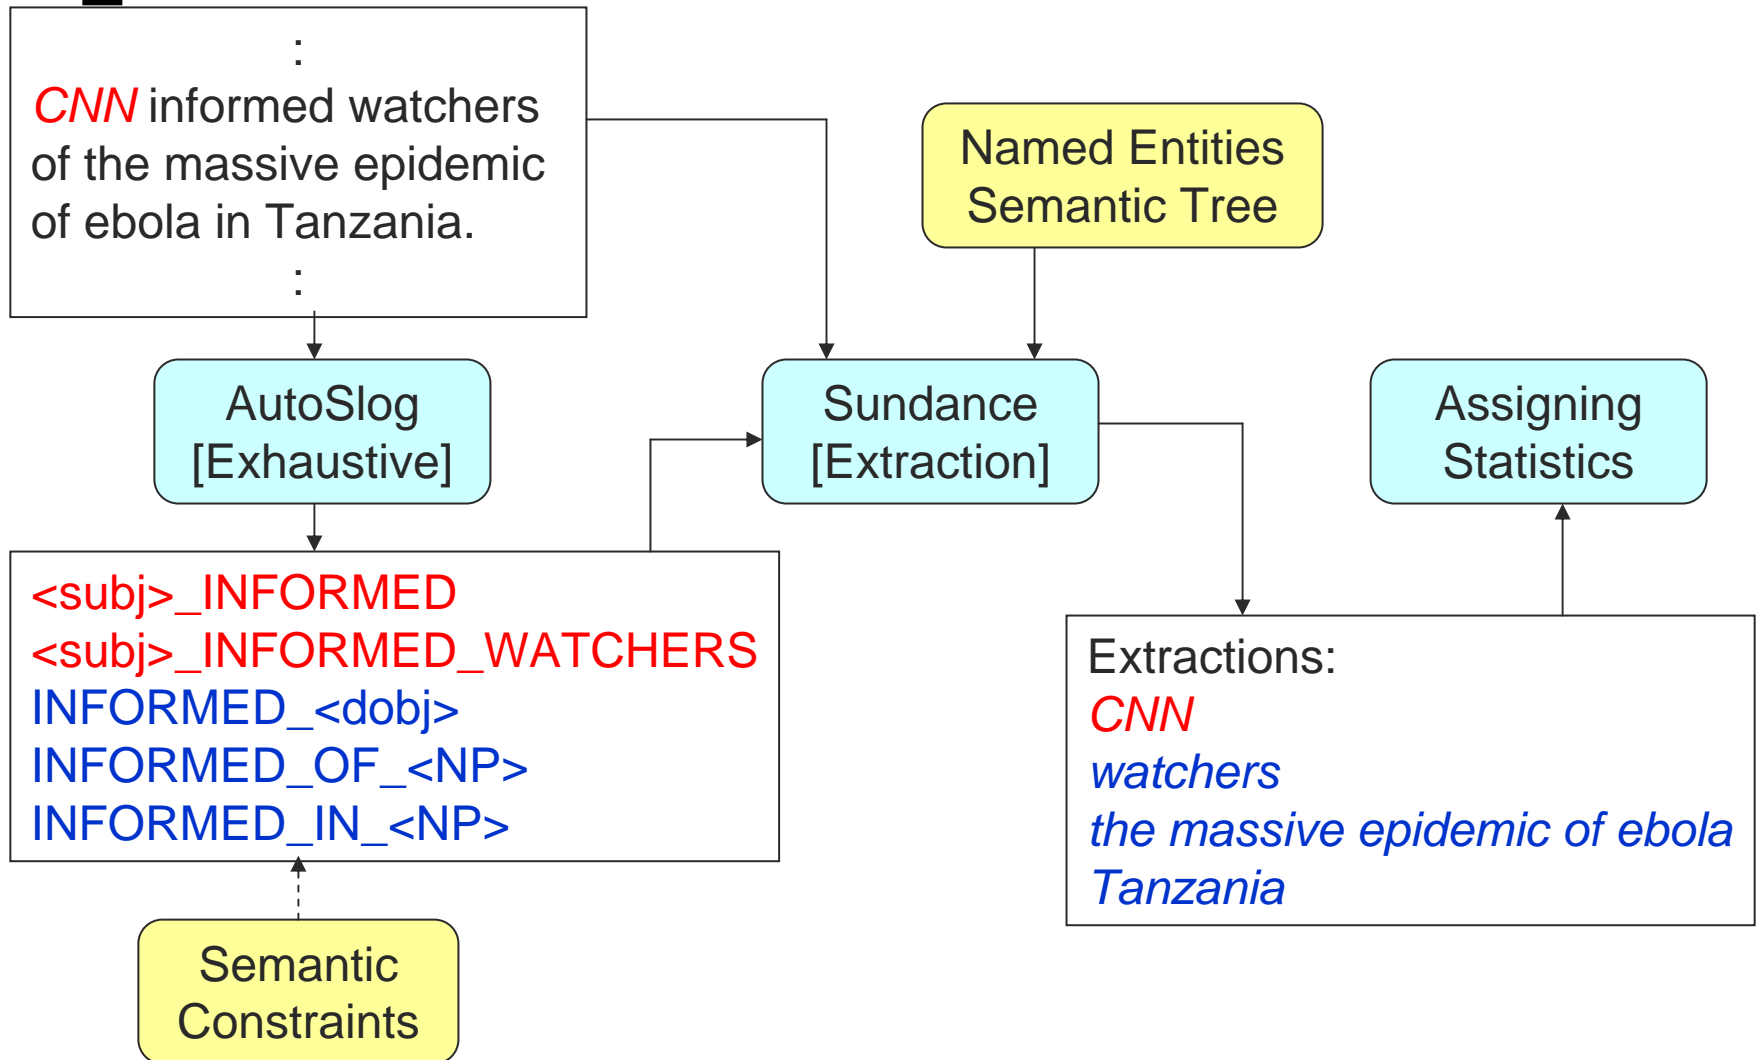 :
CNN informed watchers
of the massive epidemic
of ebola in Tanzania.
:
Named Entities
Semantic Tree
AutoSlog
[Exhaustive]
Sundance
[Extraction]
Assigning
Statistics
<subj>_INFORMED
<subj>_INFORMED_WATCHERS
INFORMED_<dobj>
INFORMED_OF_<NP>
INFORMED_IN_<NP>
Extractions:
CNN
watchers
the massive epidemic of ebola
Tanzania
Semantic
Constraints